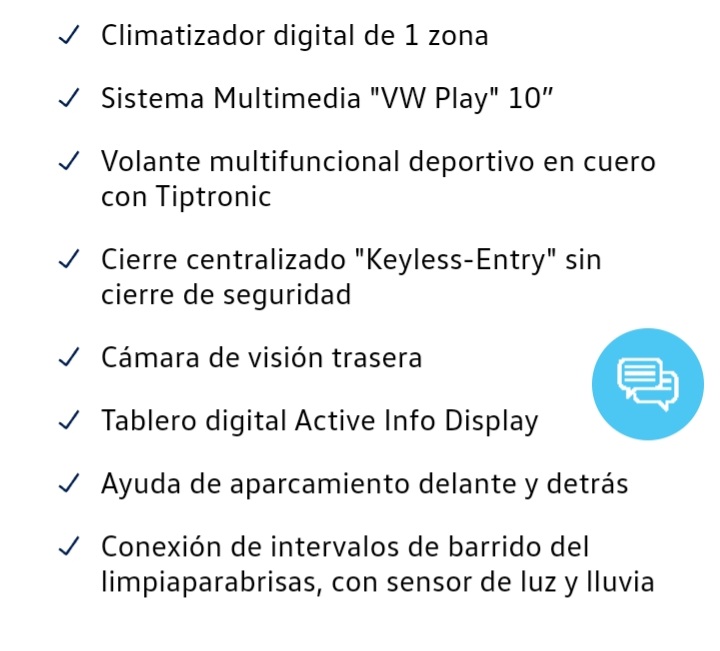 Climatizador digital de 1 zona
Sistema Multimedia "VW Play" 10”
Volante multifuncional deportivo en cuero
con Tiptronic
Cierre centralizado "Keyless-Entry" sin
cierre de seguridad
Cámara de visión trasera
Tablero digital Active Info Display
Ayuda de aparcamiento delante y detrás
Conexión de intervalos de barrido del
limpiaparabrisas, con sensor de luz y lluvia